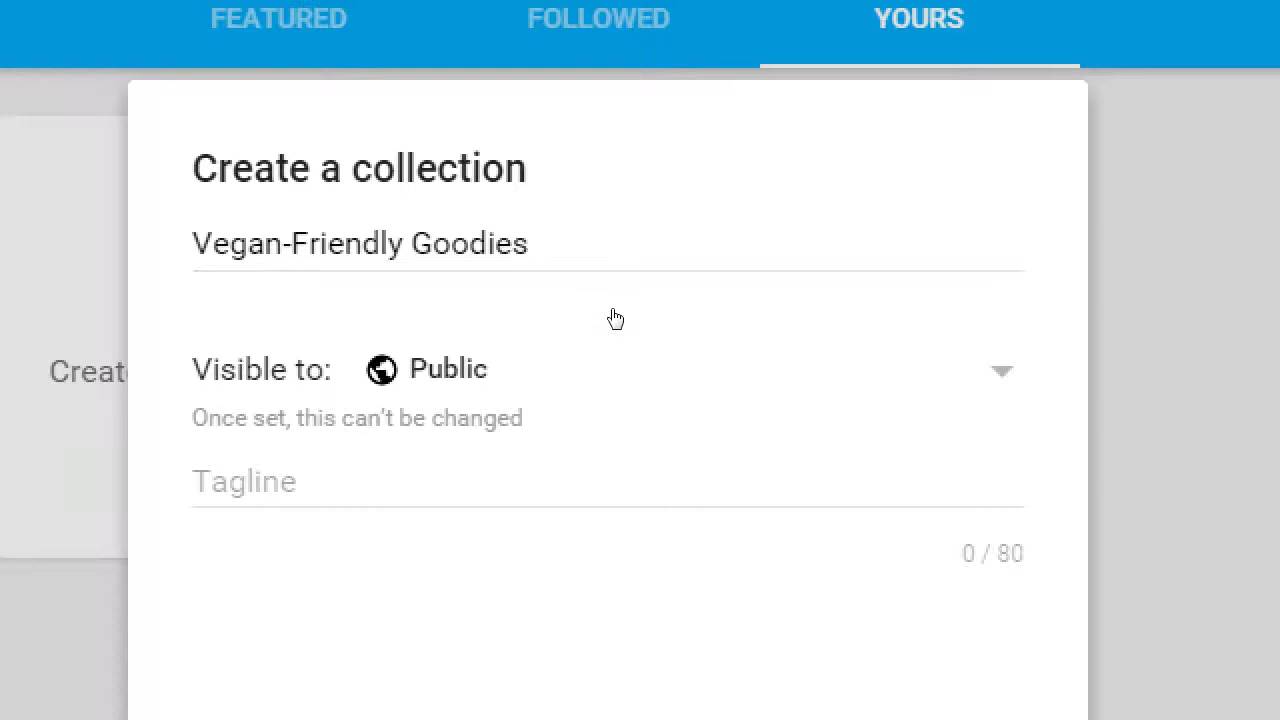 FEATURED FOLLOWED YOURS
Create a collection
Vegan-Friendly Goodies
Visible to: Public
Creat
Once set, this can't be changed
Tagline
0 / 80